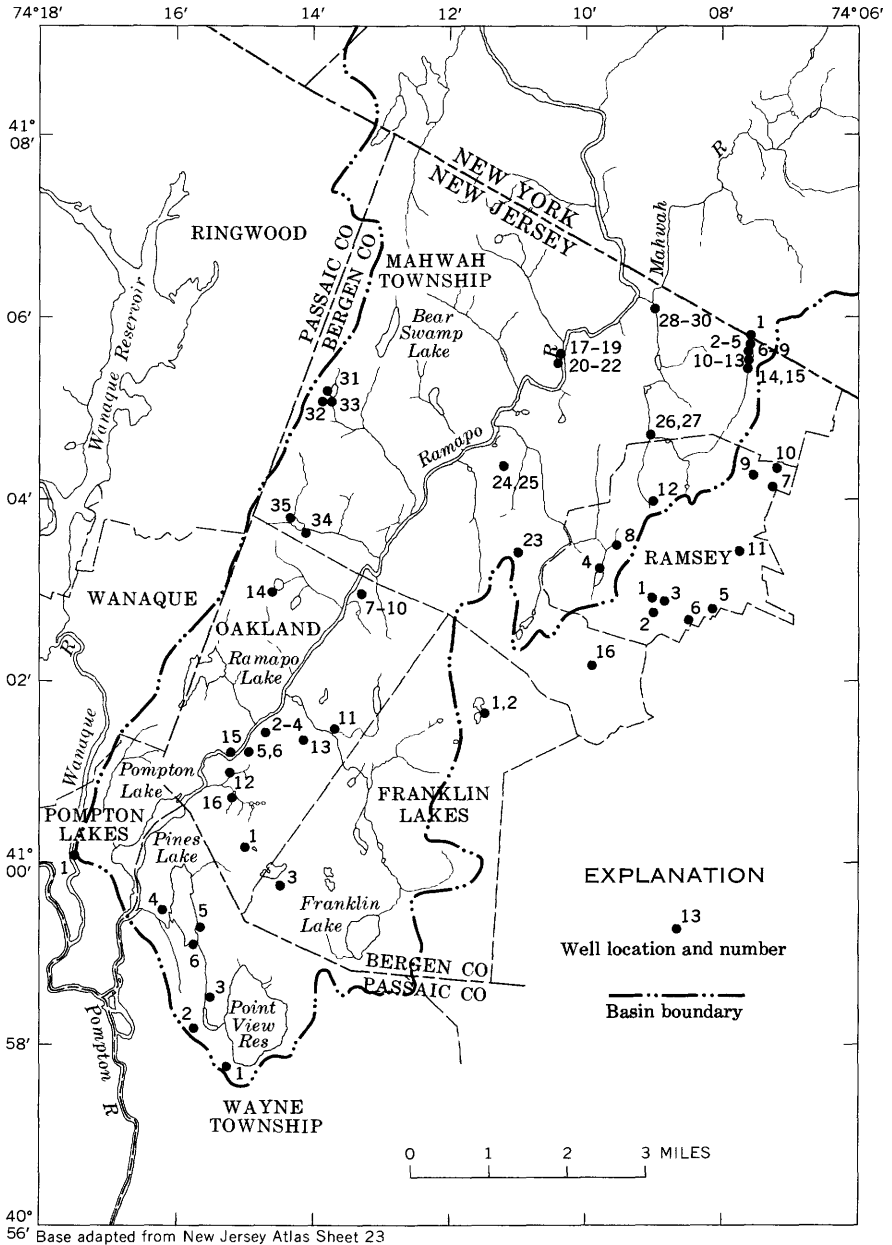 74°18' 16' 14' 12' 10' 08' 74°06'
41° 08'
NEW YORK
NEW JERSEY
R
RINGWOOD
PASSAIC CO
BERGEN CO
MAHWAH
TOWNSHIP
Mahwah
Wanaque Reservoir
06'
Bear
Swamp
Lake
28-30
1
2-5
6-9
10-13
14,15
R
17-19
20-22
31
32
33
Ramapo
26,27
10
9
7
04'
24,25
12
35
34
23
8
4
RAMSEY
11
WANAQUE
14
7-10
1
3
2
6
5
OAKLAND
R
Ramapo
Lake
16
02'
1,2
Wanaque
15
2-4
11
5,6
13
Pompton
Lake
12
16
FRANKLIN
LAKES
POMPTON
LAKES
Pines
Lake
1
41° 00'
1
3
EXPLANATION
4
5
Franklin
Lake
13
Well location and number
6
BERGEN CO
PASSAIC CO
3
Point
View
Res
Basin boundary
2
Pompton
R
58'
1
WAYNE
TOWNSHIP
0 1 2 3 MILES
40° 56'
Base adapted from New Jersey Atlas Sheet 23